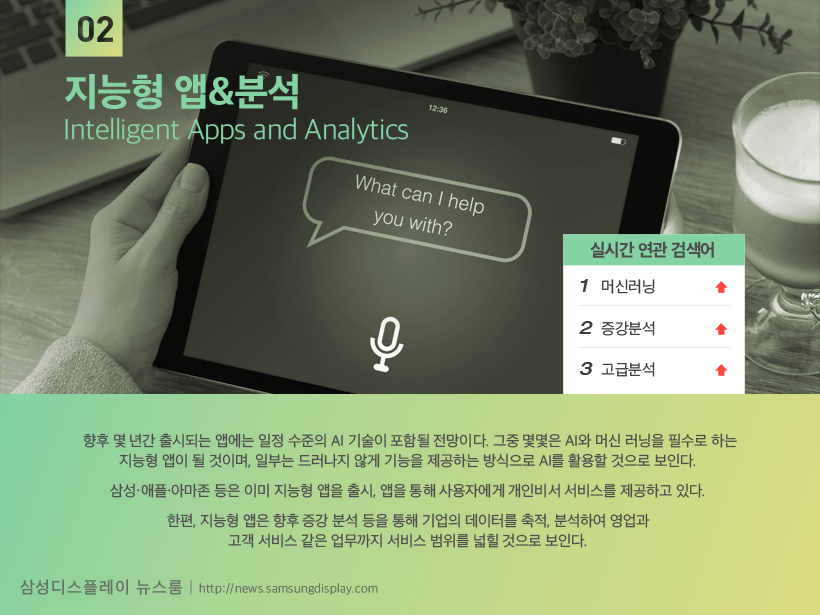 02
지능형 앱&분석
Intelligent Apps and Analytics
12:36
What can I help
you with?
실시간 연관 검색어
1 머신러닝
2 증강분석
3 고급분석
향후 몇 년간 출시되는 앱에는 일정 수준의 AI 기술이 포함될 전망이다. 그중 몇몇은 AI와 머신 러닝을 필수로 하는
지능형 앱이 될 것이며, 일부는 드러나지 않게 기능을 제공하는 방식으로 AI를 활용할 것으로 보인다.
삼성·애플·아마존 등은 이미 지능형 앱을 출시, 앱을 통해 사용자에게 개인비서 서비스를 제공하고 있다.
한편, 지능형 앱은 향후 증강 분석 등을 통해 기업의 데이터를 축적, 분석하여 영업과
고객 서비스 같은 업무까지 서비스 범위를 넓힐 것으로 보인다.
삼성디스플레이 뉴스룸 | http://news.samsungdisplay.com